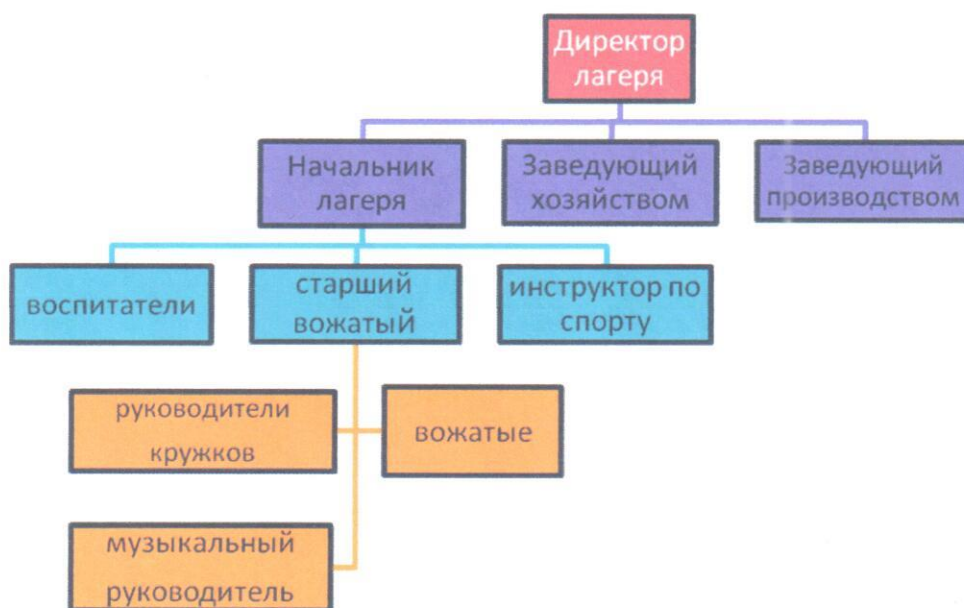 Директор
лагеря
Начальник
лагеря
Заведующий
хозяйством
Заведующий
производством
воспитатели
старший
вожатый
инструктор по
спорту
руководители
кружков
вожатые
музыкальный
руководитель